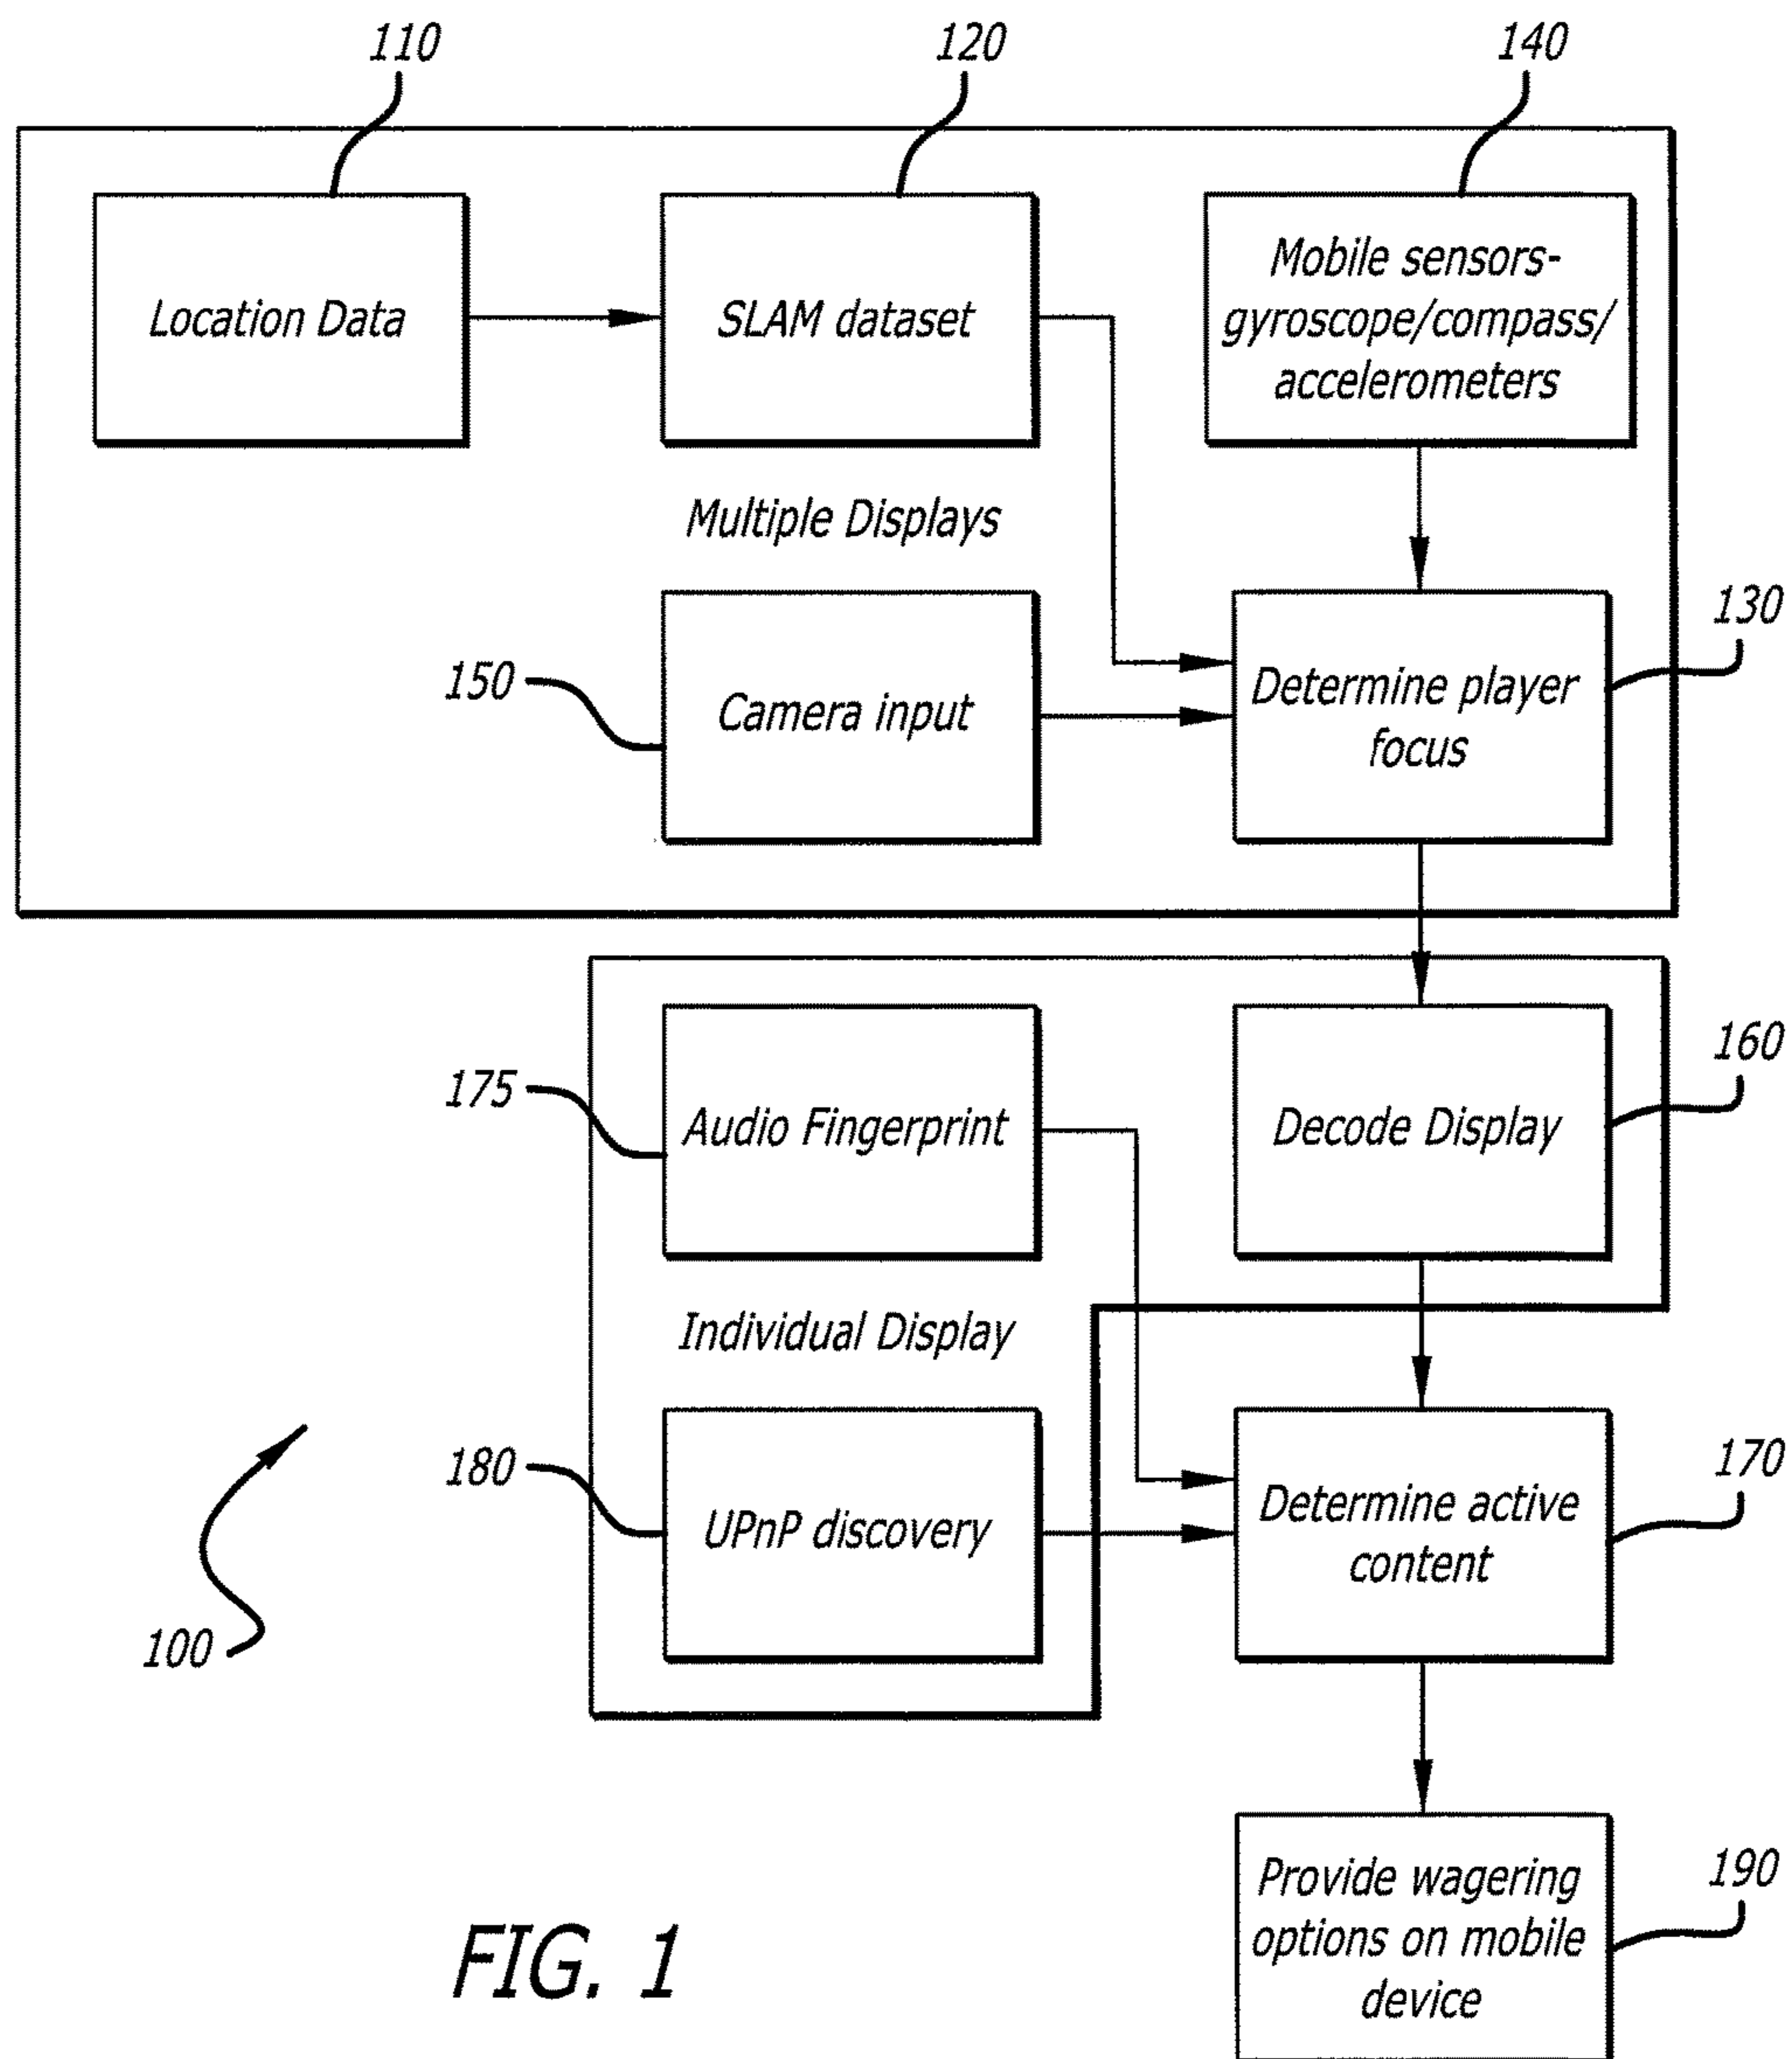 110
120
140
Location Data
SLAM dataset
Mobile sensors-
gyroscope/compass/
accelerometers
Multiple Displays
130
150
Camera input
Determine player
focus
160
175
Audio Fingerprint
Decode Display
Individual Display
170
180
UPnP discovery
Determine active
content
100
190
Provide wagering
options on mobile
device
FIG. 1